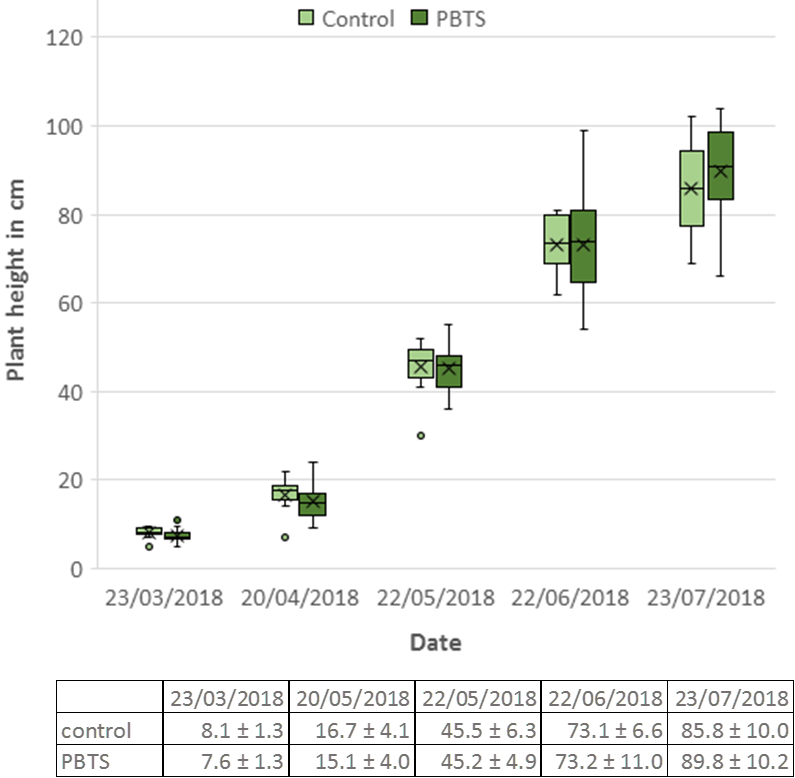 Control PBTS
120
100
80
60
40
20
0
Plant height in cm
23/03/2018 20/04/2018 22/05/2018 22/06/2018 23/07/2018
Date
23/03/2018 20/05/2018 22/05/2018 22/06/2018 23/07/2018
control 8.1 ± 1.3 16.7 ± 4.1 45.5 ± 6.3 73.1 ± 6.6 85.8 ± 10.0
PBTS 7.6 ± 1.3 15.1 ± 4.0 45.2 ± 4.9 73.2 ± 11.0 89.8 ± 10.2